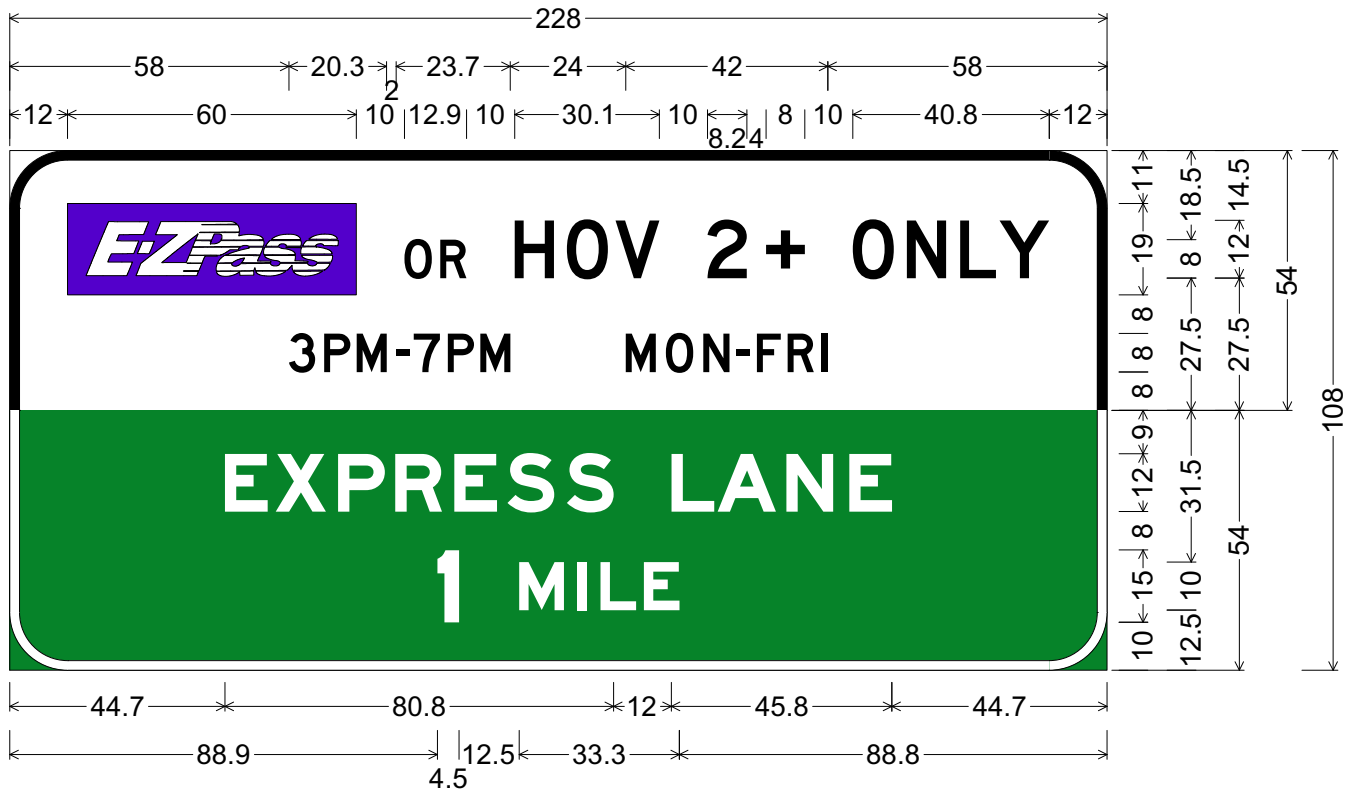 228
58 20.3 2 23.7 24 42 58
12 60 10 12.9 10 30.1 10 8.2 4 8 10 40.8 12
E-ZPass OR HOV 2+ ONLY
3PM-7PM MON-FRI
EXPRESS LANE
1 MILE
11 19 8 8 8 9 12 8 15 10
18.5 8 27.5 31.5 10 12.5
14.5 12 27.5 54
54
108
44.7 80.8 12 45.8 44.7
88.9 4.5 12.5 33.3 88.8